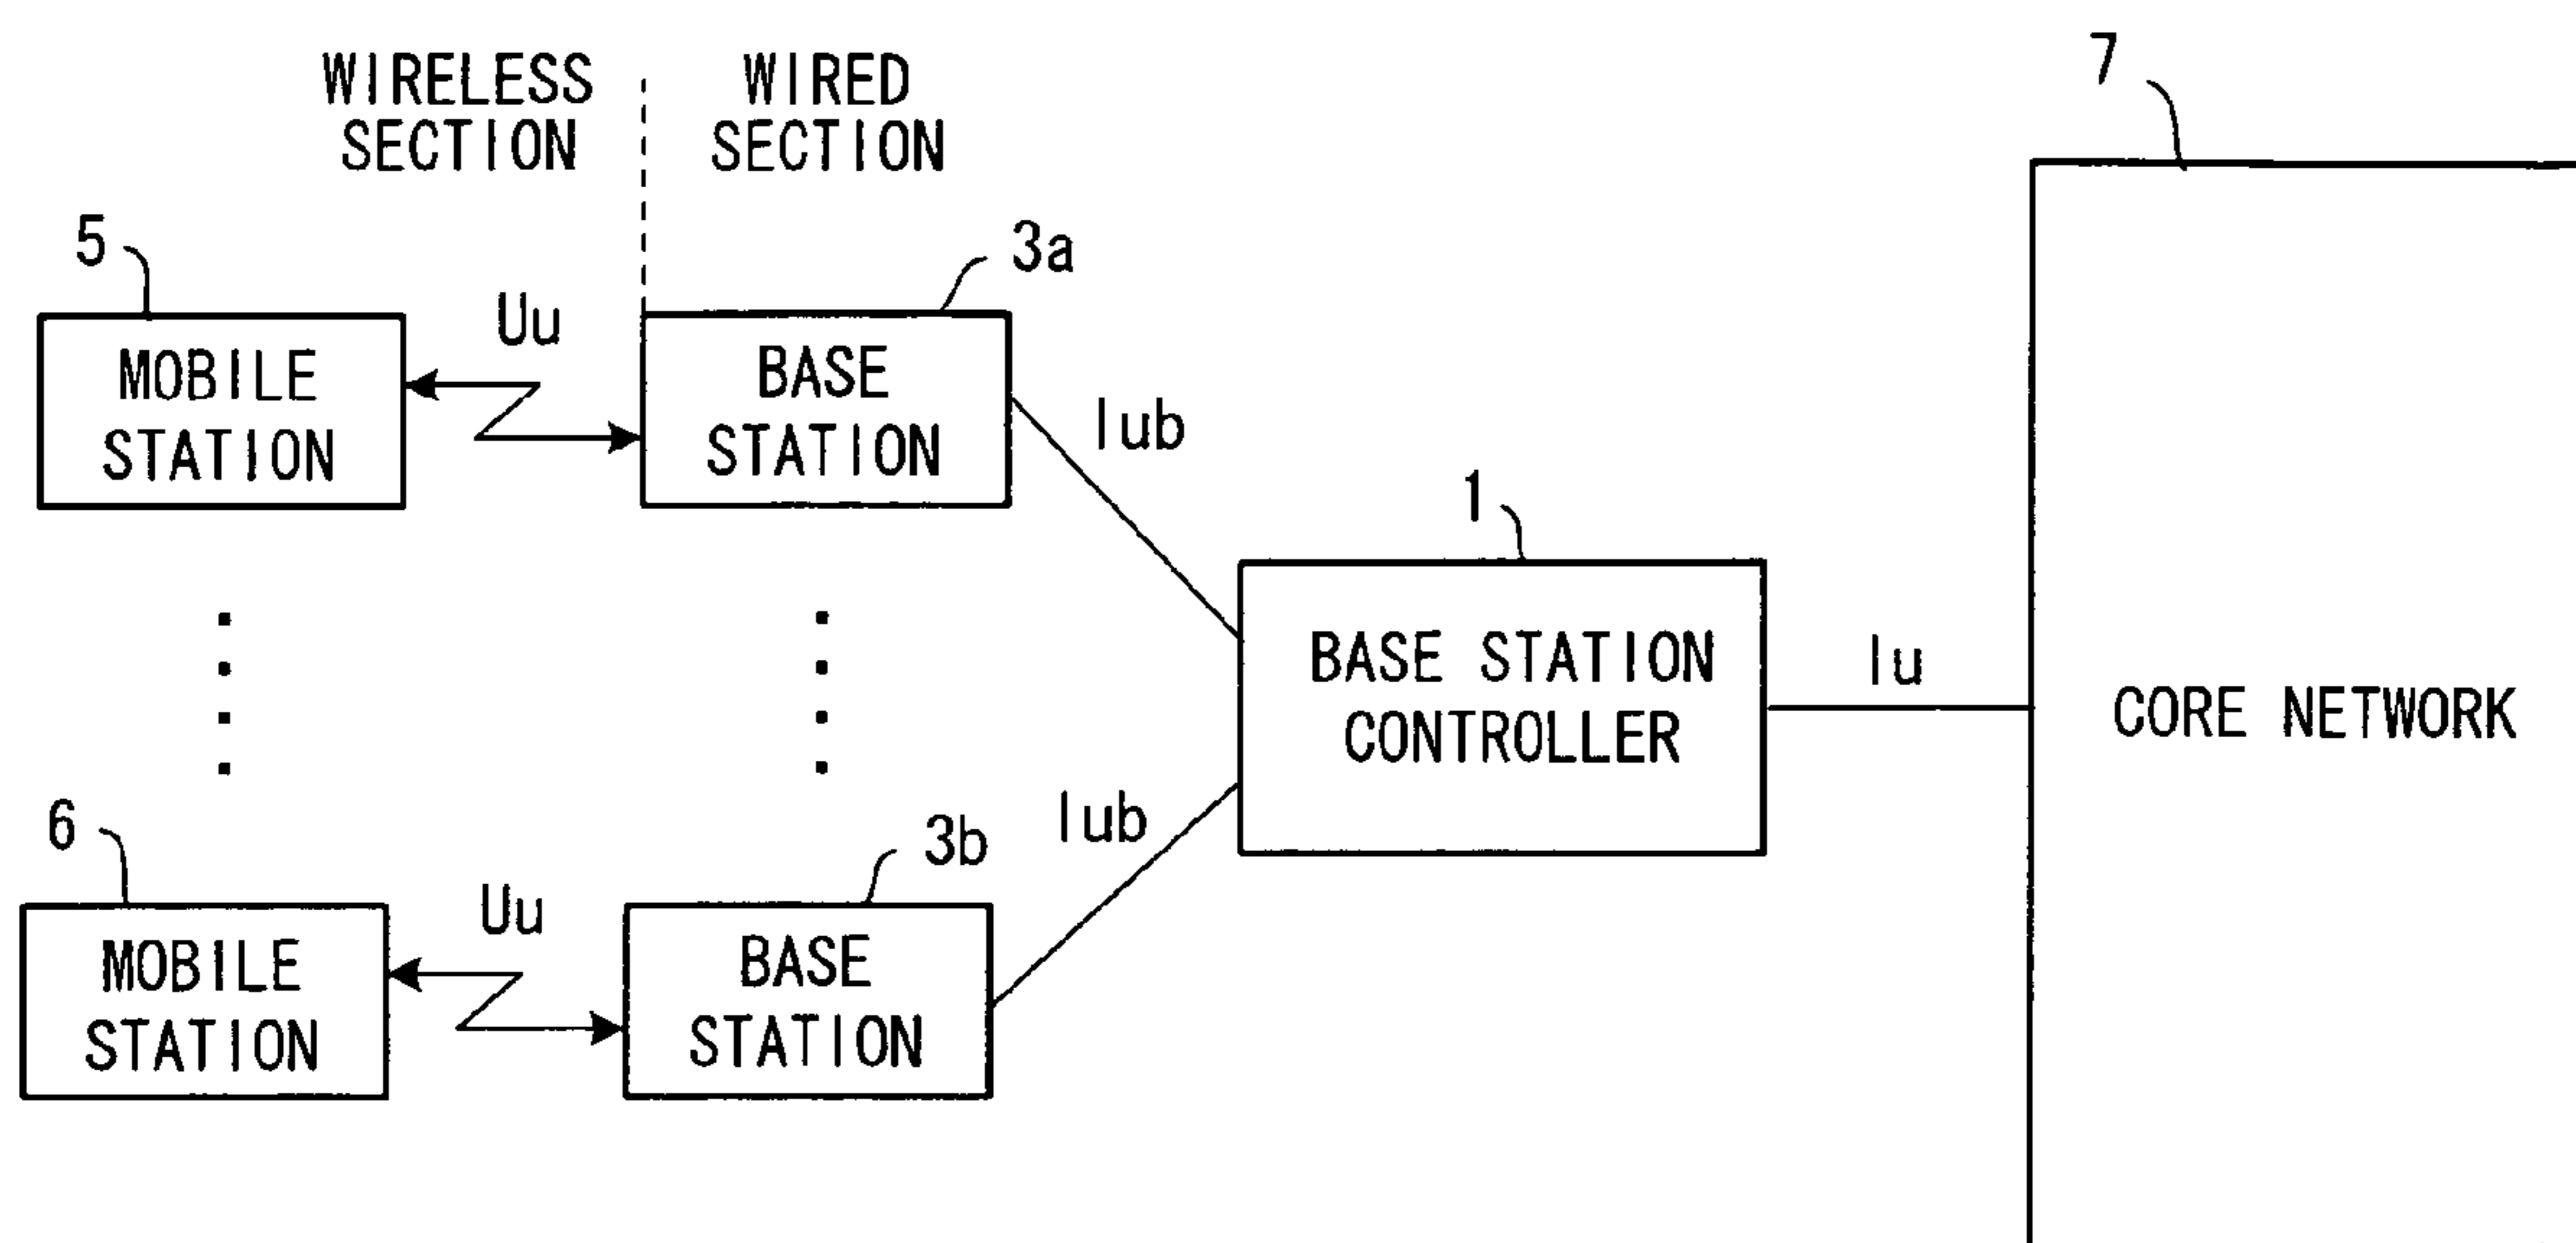 7
WIRELESS
SECTION
WIRED
SECTION
5
3a
Uu
MOBILE
STATION
BASE
STATION
Iub
1
BASE STATION
CONTROLLER
Iu
CORE NETWORK
6
3b
Iub
Uu
MOBILE
STATION
BASE
STATION